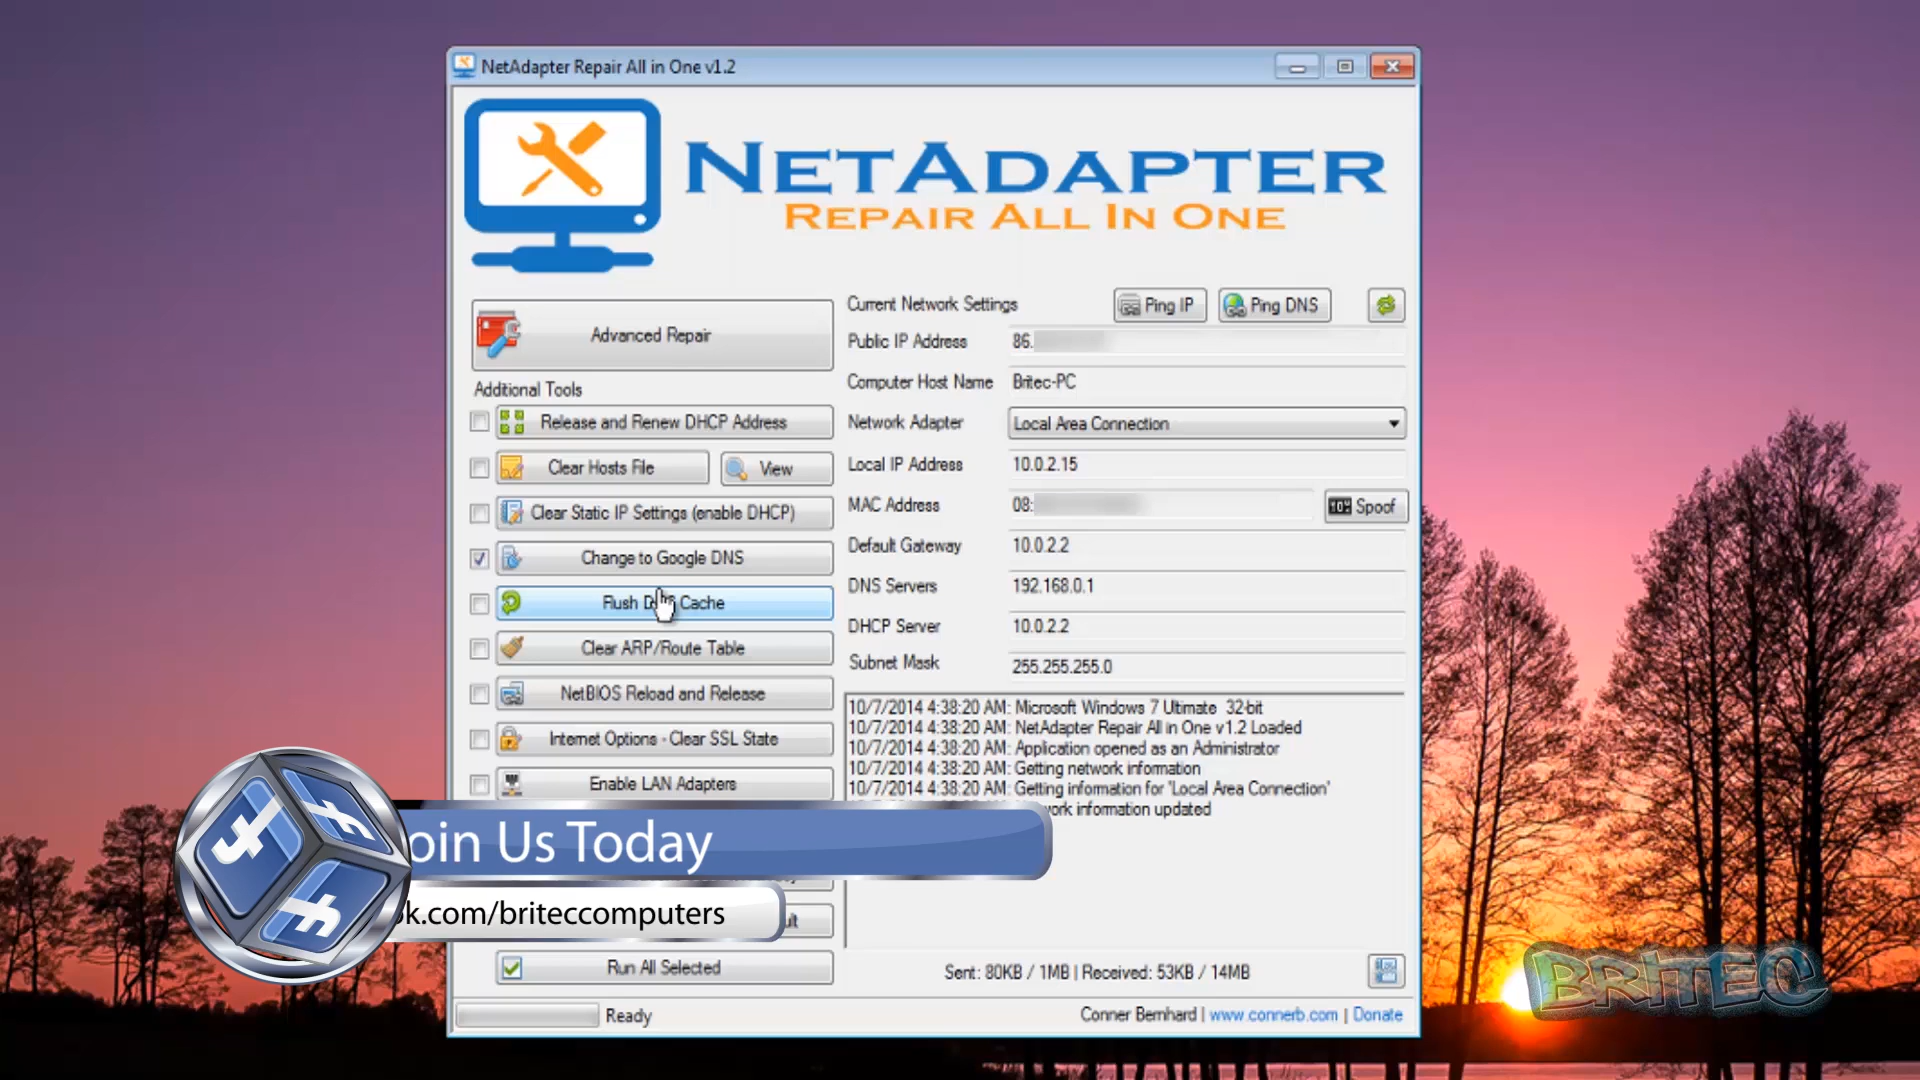 NetAdapter Repair All in One v1.2
NETADAPTER
REPAIR ALL IN ONE
Advanced Repair
Additional Tools
Release and Renew DHCP Address
Clear Hosts File
View
Clear Static IP Settings (enable DHCP)
Change to Google DNS
Flush Cache
Clear ARP/Route Table
NetBIOS Reload and Release
Internet Options - Clear SSL State
Enable LAN Adapters
Run All Selected
Ready
Current Network Settings
Ping IP
Ping DNS
Public IP Address
86.
Computer Host Name
Britec-PC
Network Adapter
Local Area Connection
Local IP Address
10.0.2.15
MAC Address
08:
Spoof
Default Gateway
10.0.2.2
DNS Servers
192.168.0.1
DHCP Server
10.0.2.2
Subnet Mask
255.255.255.0
10/7/2014 4:38:20 AM: Microsoft Windows 7 Ultimate 32-bit
10/7/2014 4:38:20 AM: NetAdapter Repair All in One v1.2 Loaded
10/7/2014 4:38:20 AM: Application opened as an Administrator
10/7/2014 4:38:20 AM: Getting network information
10/7/2014 4:38:20 AM: Getting information for 'Local Area Connection'
work information updated
Sent: 80KB / 1MB | Received: 53KB / 14MB
Conner Bernhard | www.connerb.com | Donate
oin Us Today
ok.com/briteccomputers
BRITEC